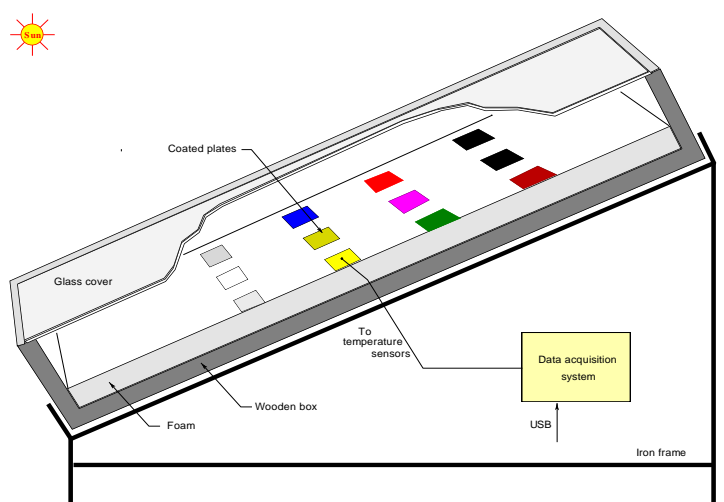 Sun
Coated plates
Glass cover
To
temperature
sensors
Data acquisition
system
Wooden box
Foam
USB
Iron frame